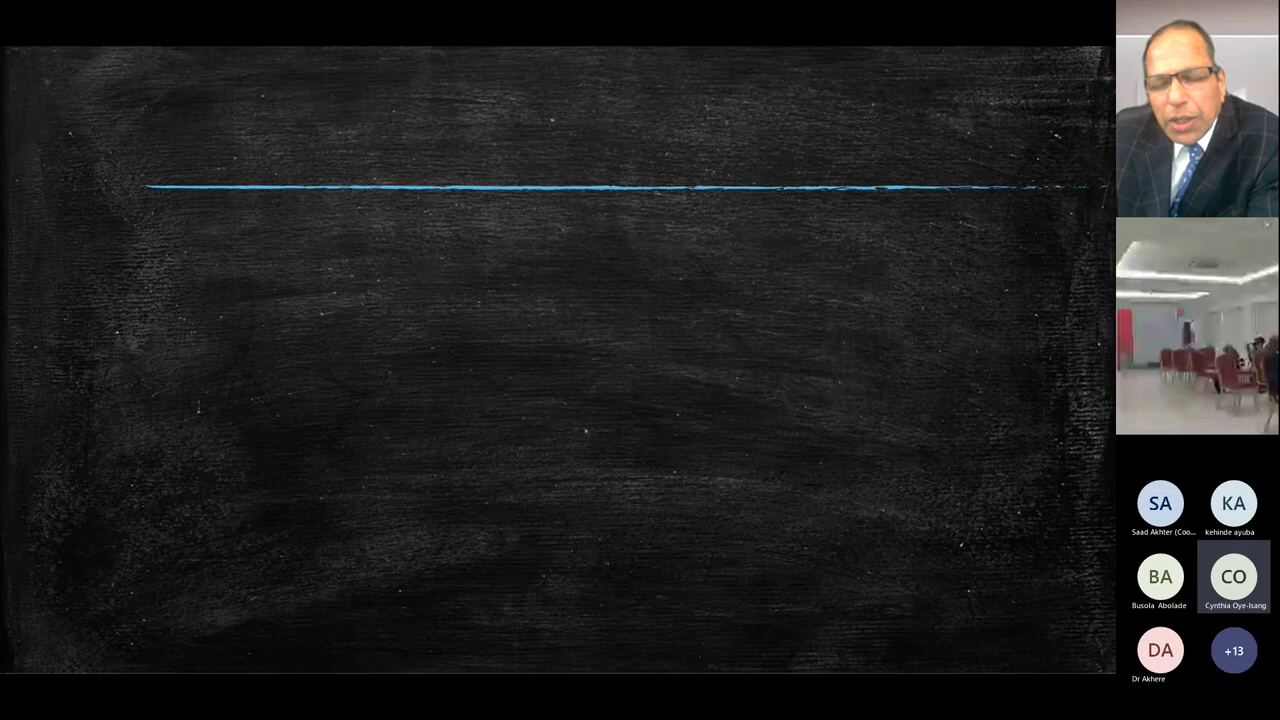 SA
KA
Saad Akhter (Coo...
kehinde ayuba
BA
CO
Busola Abolade
Cynthia Oye-Isang
DA
+13
Dr Akhere